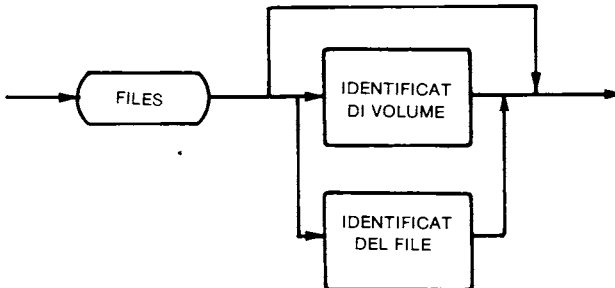 FILES
IDENTIFICAT
DI VOLUME
IDENTIFICAT
DEL FILE